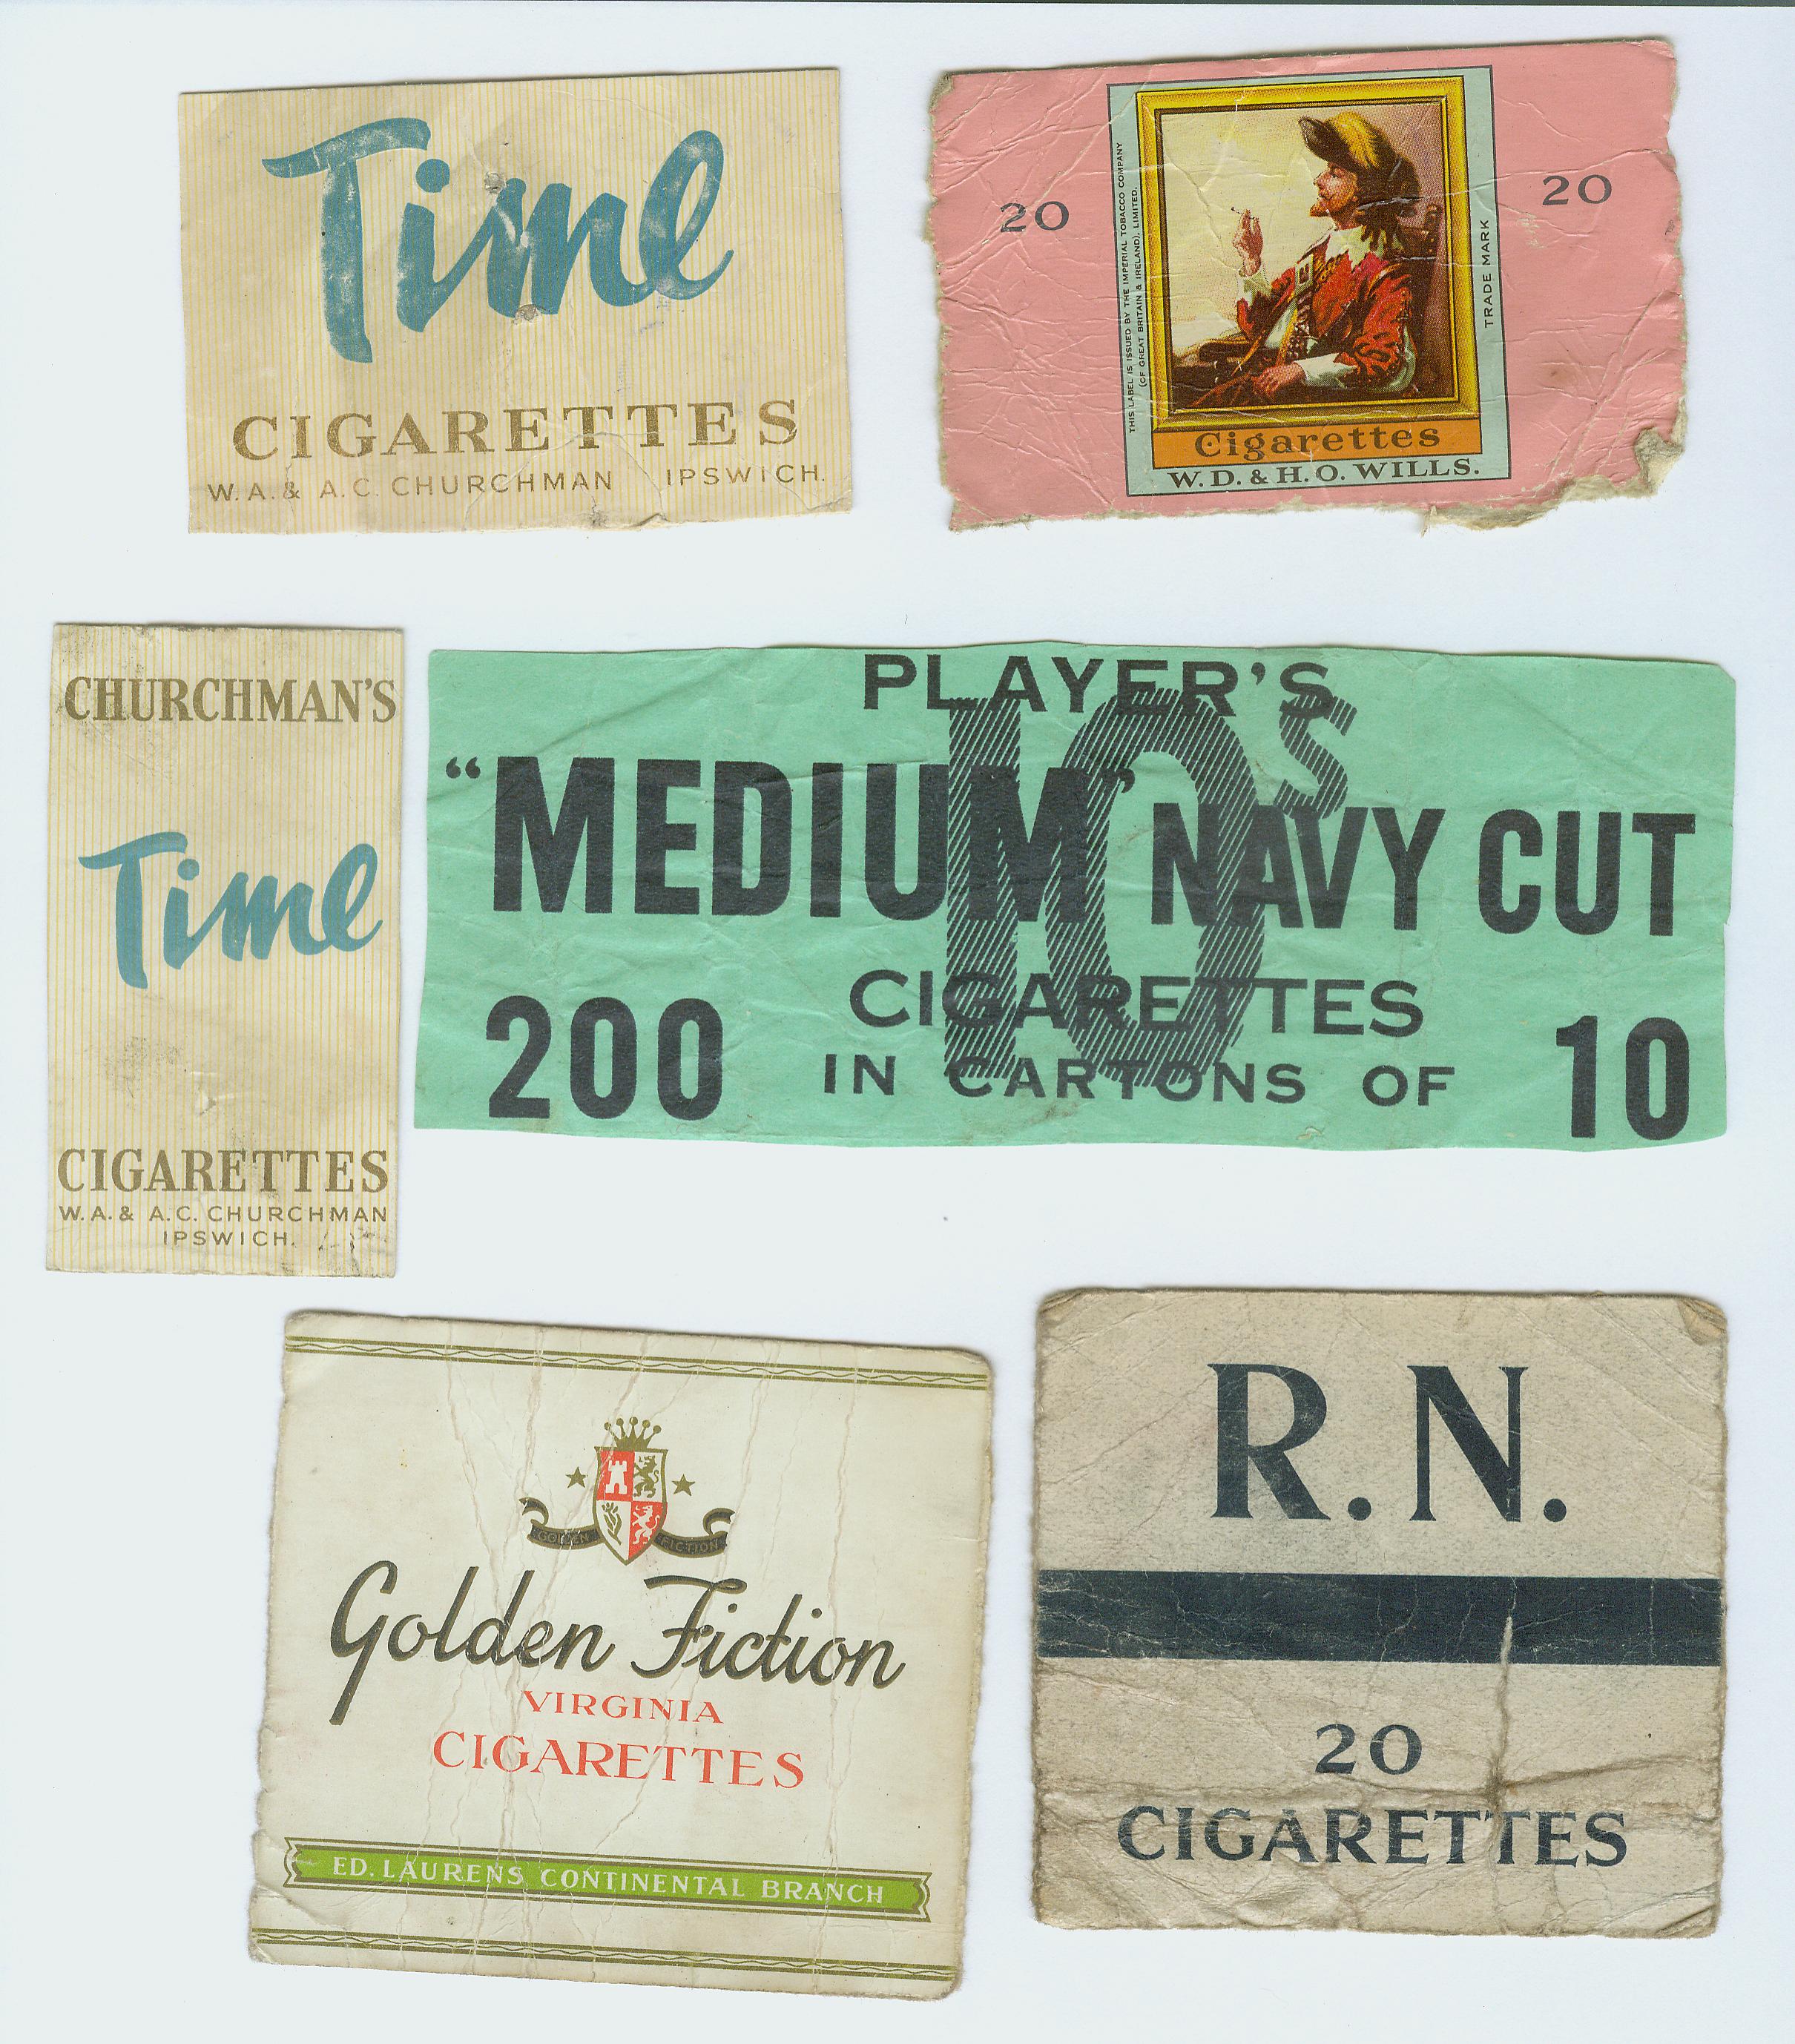 Time
CIGARETTES
W.A. & A.C. CHURCHMAN IPSWICH.
20
THIS LABEL IS ISSUED BY THE IMPERIAL TOBACCO COMPANY
(OF GREAT BRITAIN & IRELAND), LIMITED.
TRADE MARK
20
Cigarettes
W.D. & H.O. WILLS.
CHURCHMAN'S
Time
CIGARETTES
W.A. & A.C. CHURCHMAN
IPSWICH.
PLAYER'S
10's
“MEDIUM” NAVY CUT
CIGARETTES
200 IN CARTONS OF 10
GOLDEN FICTION
Golden Fiction
VIRGINIA
CIGARETTES
ED. LAURENS CONTINENTAL BRANCH
R.N.
20
CIGARETTES